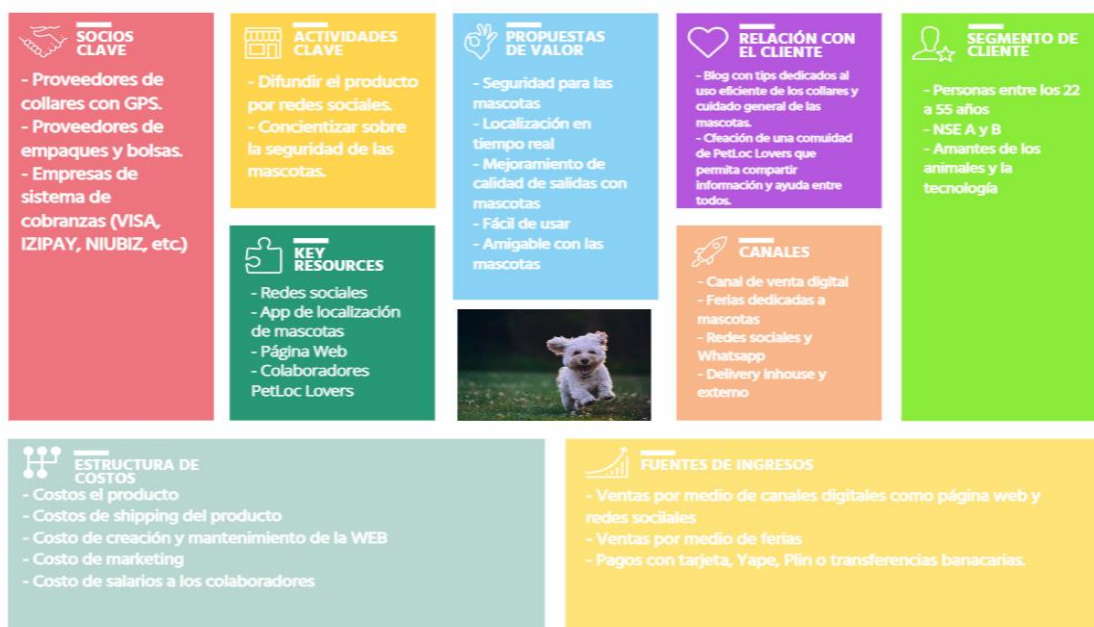 SOCIOS
CLAVE
- Proveedores de
collares con GPS.
- Proveedores de
empaques y bolsas.
- Empresas de
sistema de
cobranzas (VISA,
IZIPAY, NIUBIZ, etc.)
ACTIVIDADES
CLAVE
- Difundir el producto
por redes sociales.
- Concientizar sobre
la seguridad de las
mascotas.
KEY
RESOURCES
- Redes sociales
- App de localización
de mascotas
- Página Web
- Colaboradores
PetLoc Lovers
PROPUESTAS
DE VALOR
- Seguridad para las
mascotas
- Localización en
tiempo real
- Mejoramiento de
calidad de salidas con
mascotas
- Fácil de usar
- Amigable con las
mascotas
RELACIÓN CON
EL CLIENTE
- Blog con tips dedicados al
uso eficiente de los collares y
cuidado general de las
mascotas.
- Cfeación de una comuidad
de PetLoc Lovers que
permita compartir
información y ayuda entre
todos.
CANALES
- Canal de venta digital
- Ferias dedicadas a
mascotas
- Redes sociales y
Whatsapp
- Delivery inhouse y
externo
SEGMENTO DE
CLIENTE
- Personas entre los 22
a 55 años
- NSE A y B
- Amantes de los
animales y la
tecnología
ESTRUCTURA DE
COSTOS
- Costos el producto
- Costos de shipping del producto
- Costo de creación y mantenimiento de la WEB
- Costo de marketing
- Costo de salarios a los colaboradores
FUENTES DE INGRESOS
- Ventas por medio de canales digitales como página web y
redes socilales
- Ventas por medio de ferias
- Pagos con tarjeta, Yape, Plin o transferencias banacarias.